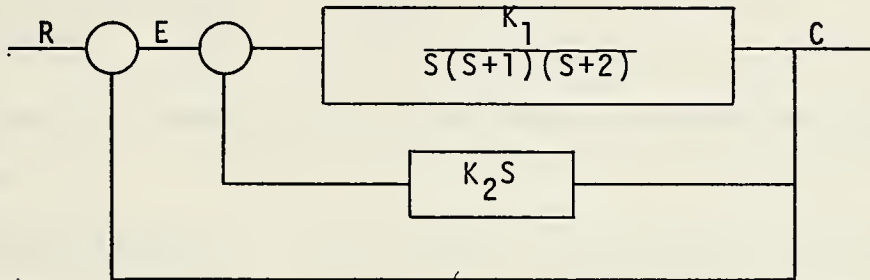 R E K₁ C
S(S+1)(S+2)
K₂S